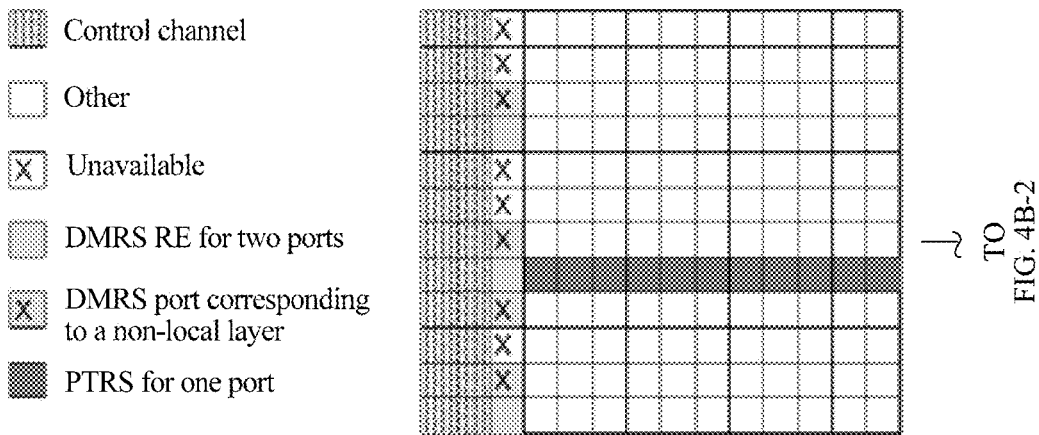 Control channel
Other
X Unavailable
DMRS RE for two ports
X DMRS port corresponding
to a non-local layer
PTRS for one port
X
X
X
X
X
X
X
X
X
TO
FIG. 4B-2